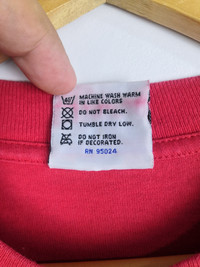 MACHINE WASH WARM
IN LIKE COLORS
DO NOT BLEACH.
TUMBLE DRY LOW.
DO NOT IRON
IF DECORATED.
RN 95024